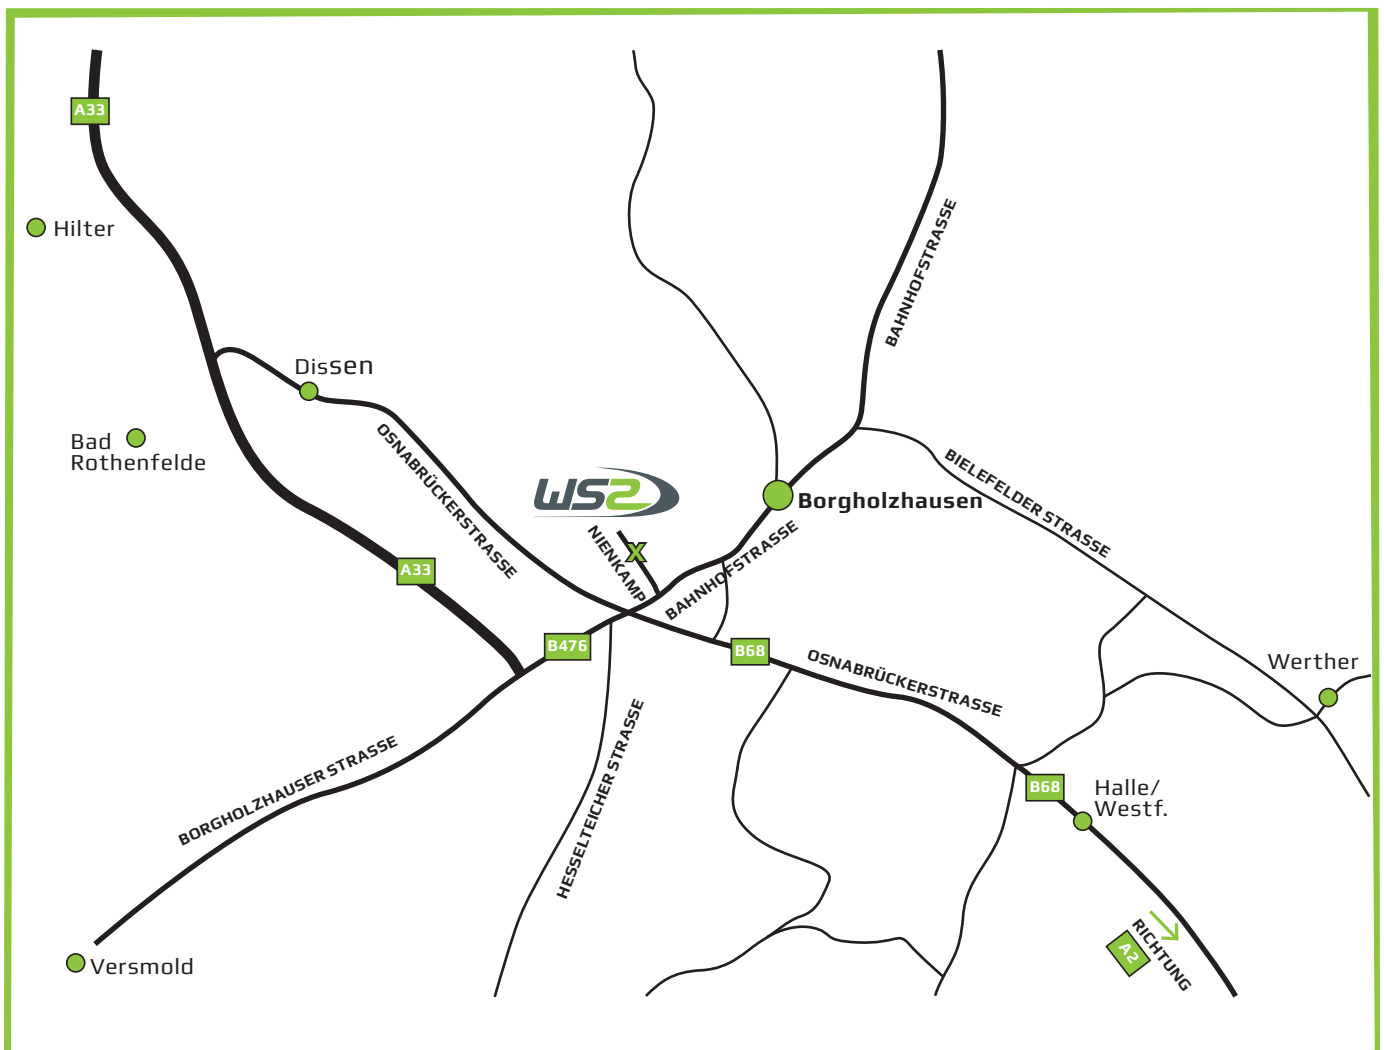 A33
Hilter
BAHNHOFSTRASSE
Dissen
Bad
Rothenfelde
OSNABRÜCKERSTRASSE
WS2
BIELEFELDER STRASSE
Borgholzhausen
NIENKAMP
X
BAHNHOFSTRASSE
A33
B476
B68
OSNABRÜCKERSTRASSE
Werther
HESSELTEICHER STRASSE
BORGHOLZHAUSER STRASSE
B68
Halle/
Westf.
RICHTUNG
A2
Versmold